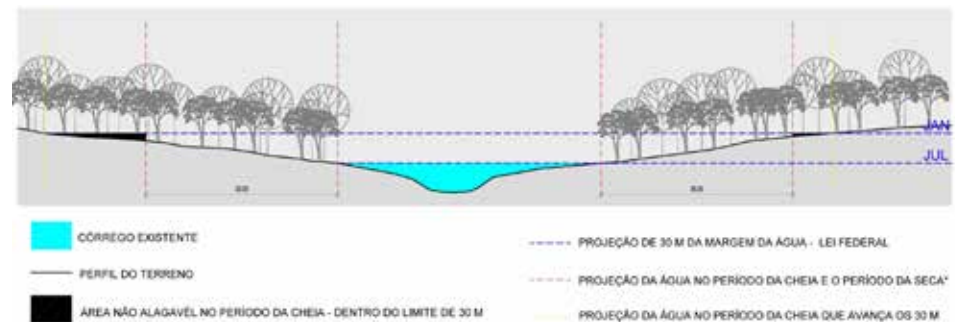 JAN
JUL
CÓRREGO EXISTENTE
PERFIL DO TERRENO
ÁREA NÃO ALAGAVÉL NO PERÍODO DA CHEIA - DENTRO DO LIMITE DE 30 M
PROJEÇÃO DE 30 M DA MARGEM DA ÁGUA - LEI FEDERAL
PROJEÇÃO DA ÁGUA NO PERÍODO DA CHEIA E O PERÍODO DA SECA*
PROJEÇÃO DA ÁGUA NO PERÍODO DA CHEIA QUE AVANÇA OS 30 M